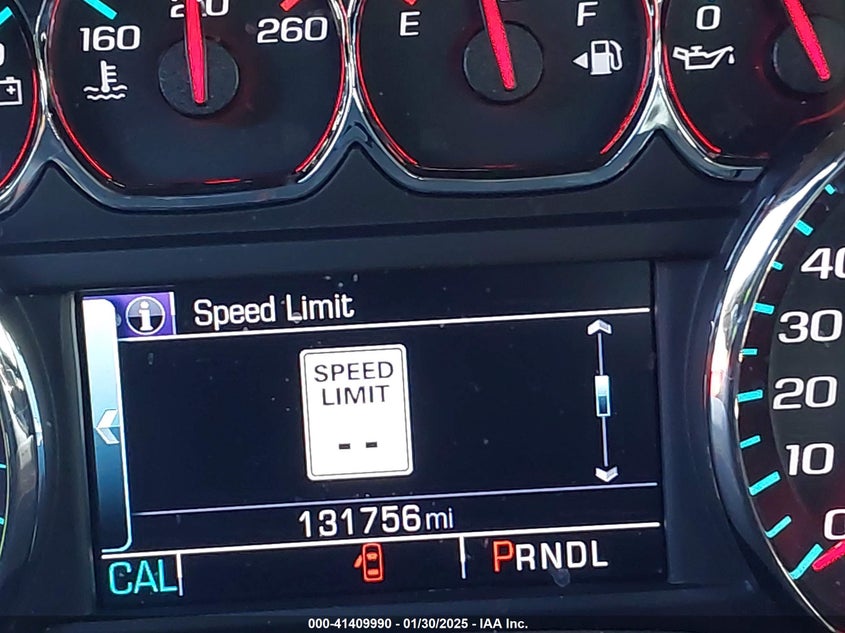 210
160
260
E
F
0
Speed Limit
SPEED
LIMIT
--
40
30
20
10
0
131756 mi
CAL
PRNDL
000-41409990 - 01/30/2025 - IAA Inc.